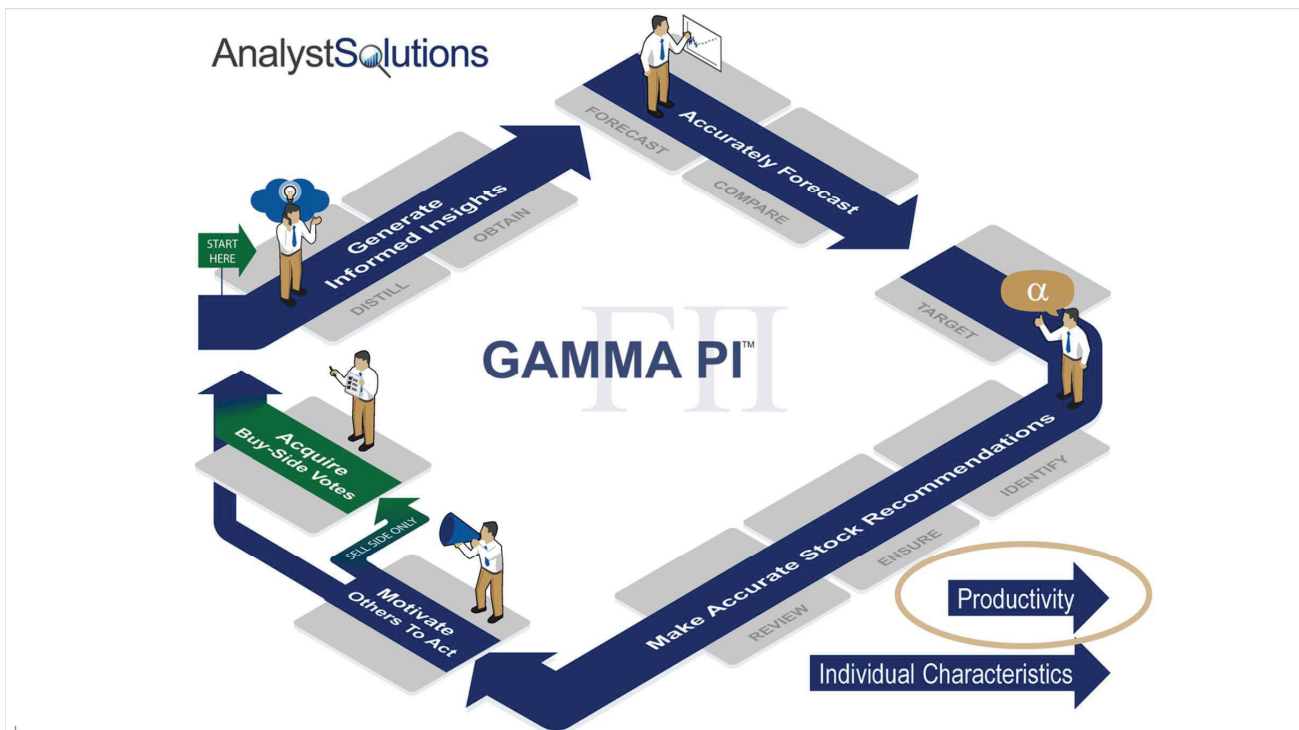 AnalystSolutions
START
HERE
Generate
Informed Insights
DISTILL
OBTAIN
Accurately Forecast
FORECAST
COMPARE
TARGET
α
Make Accurate Stock Recommendations
IDENTIFY
ENSURE
REVIEW
Motivate
Others To Act
SELL SIDE ONLY
Acquire
Buy-Side Votes
ΓΠ
GAMMA PI™
Productivity
Individual Characteristics